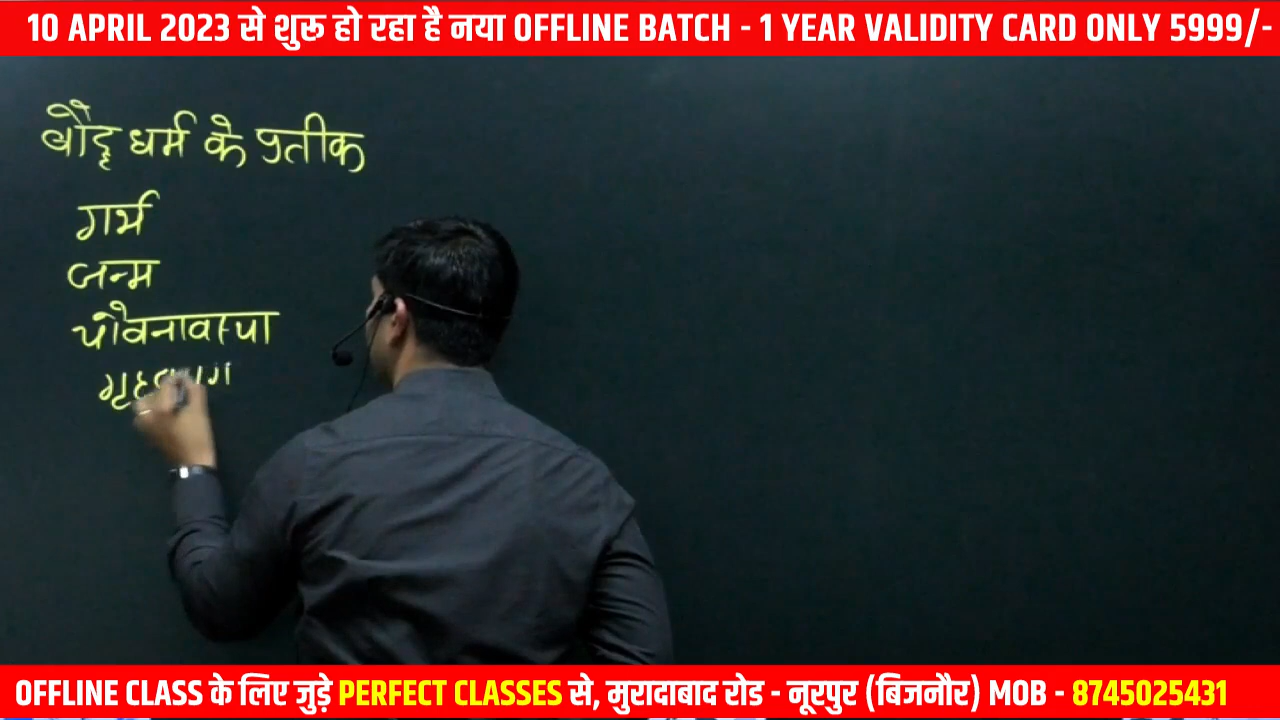 10 APRIL 2023 से शुरू हो रहा है नया OFFLINE BATCH - 1 YEAR VALIDITY CARD ONLY 5999/-
बौद्ध धर्म के प्रतीक
गर्भ
जन्म
यौवनावस्था
OFFLINE CLASS के लिए जुड़े PERFECT CLASSES से, मुरादाबाद रोड - नूरपुर (बिजनौर) MOB - 8745025431